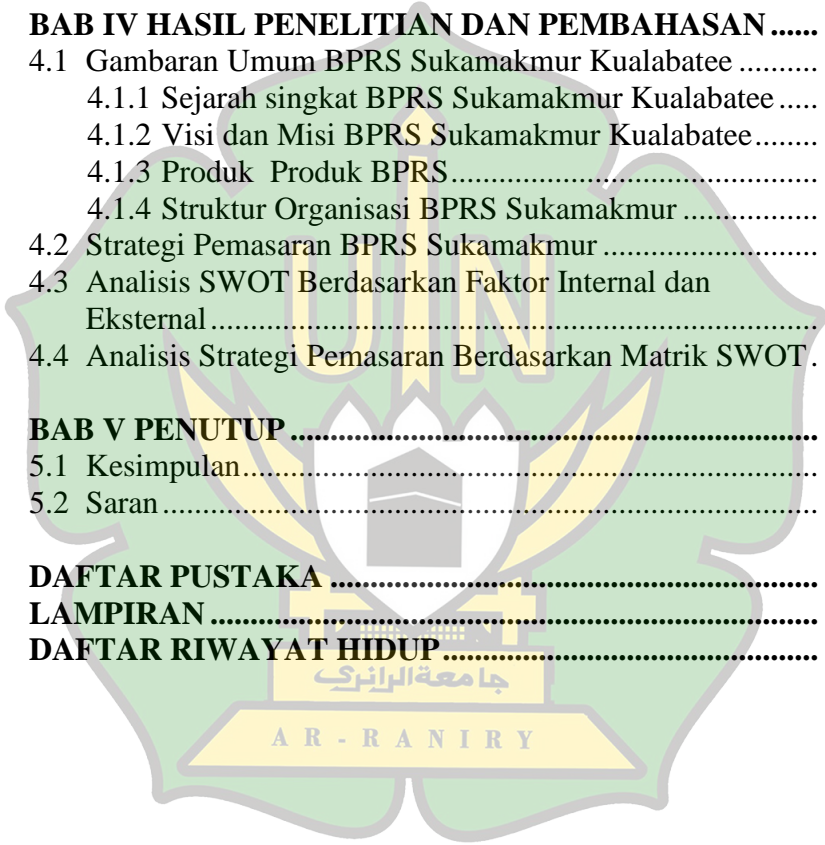 BAB IV HASIL PENELITIAN DAN PEMBAHASAN ......
4.1 Gambaran Umum BPRS Sukamakmur Kualabatee ..........
4.1.1 Sejarah singkat BPRS Sukamakmur Kualabatee .....
4.1.2 Visi dan Misi BPRS Sukamakmur Kualabatee ........
4.1.3 Produk Produk BPRS ..........................................
4.1.4 Struktur Organisasi BPRS Sukamakmur ................
4.2 Strategi Pemasaran BPRS Sukamakmur .........................
4.3 Analisis SWOT Berdasarkan Faktor Internal dan
Eksternal ......................................................................
4.4 Analisis Strategi Pemasaran Berdasarkan Matrik SWOT .
BAB V PENUTUP .............................................................
5.1 Kesimpulan ..................................................................
5.2 Saran ...........................................................................
DAFTAR PUSTAKA .........................................................
LAMPIRAN ......................................................................
DAFTAR RIWAYAT HIDUP ............................................
UIN
جامعةالرانري
AR-RANIRY